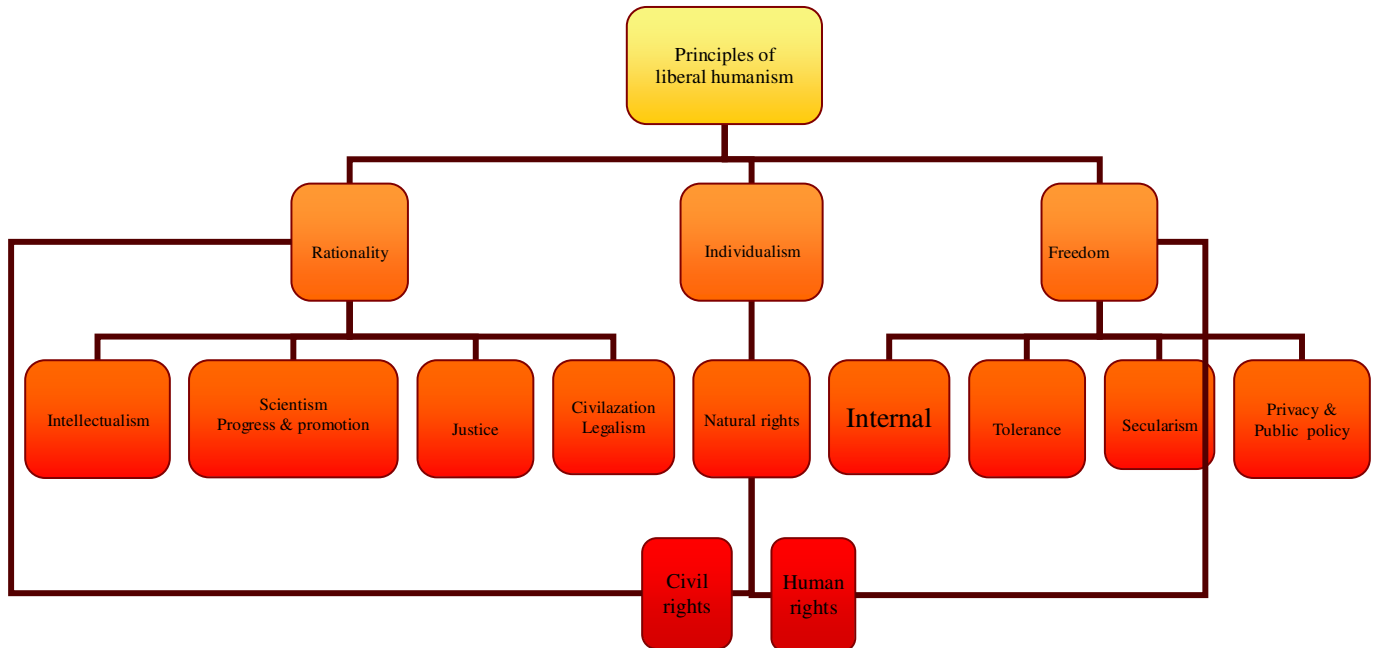 Principles of
liberal humanism
Rationality
Individualism
Freedom
Intellectualism
Scientism
Progress & promotion
Justice
Civilazation
Legalism
Natural rights
Internal
Tolerance
Secularism
Privacy &
Public policy
Civil
rights
Human
rights